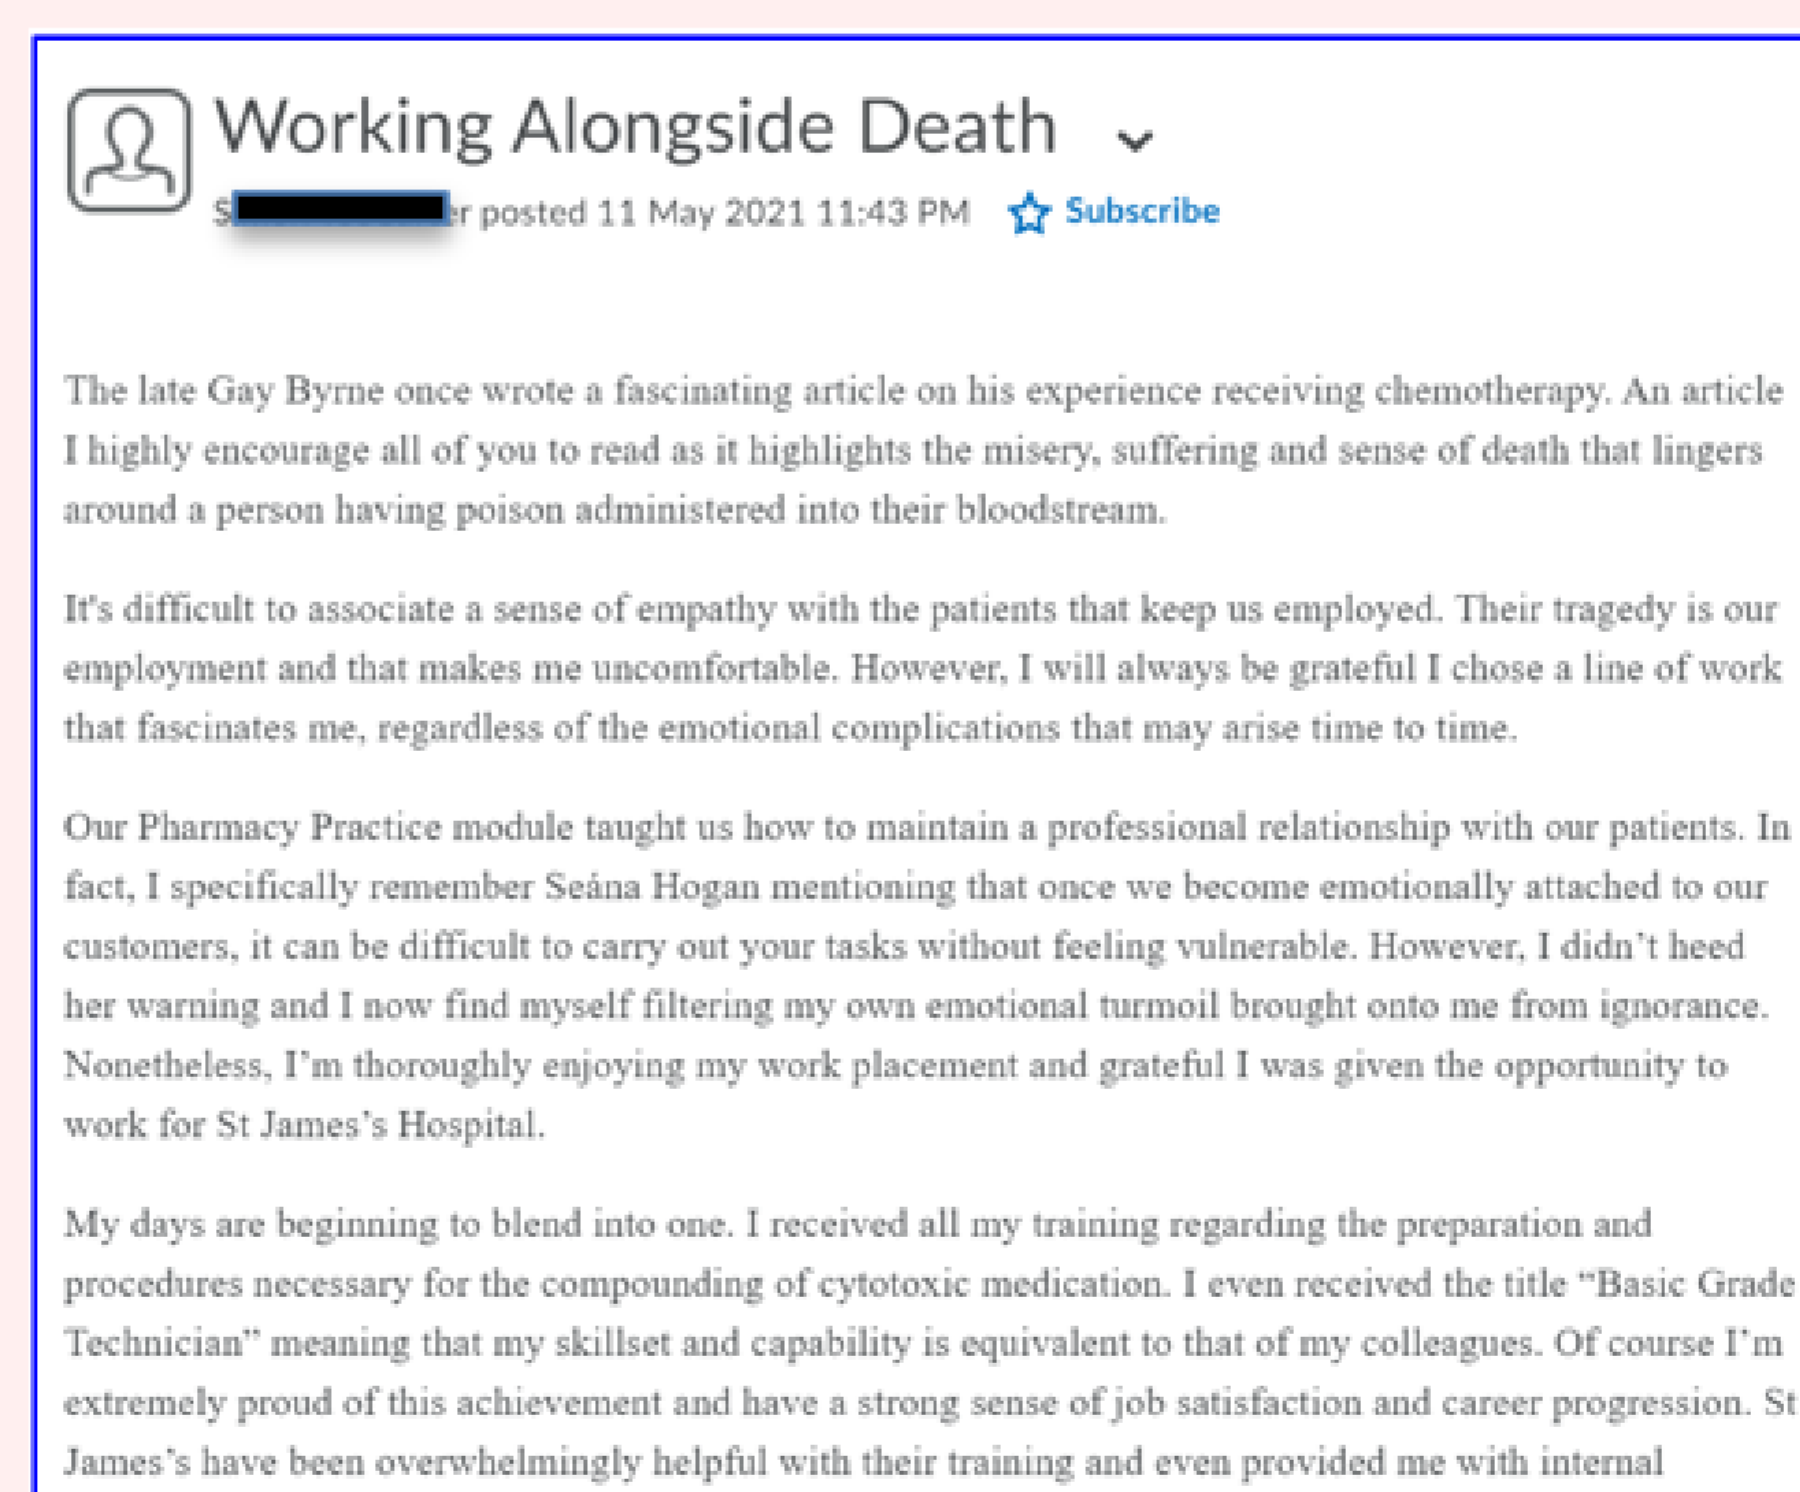 Working Alongside Death
S er posted 11 May 2021 11:43 PM Subscribe
The late Gay Byrne once wrote a fascinating article on his experience receiving chemotherapy. An article
I highly encourage all of you to read as it highlights the misery, suffering and sense of death that lingers
around a person having poison administered into their bloodstream.
It's difficult to associate a sense of empathy with the patients that keep us employed. Their tragedy is our
employment and that makes me uncomfortable. However, I will always be grateful I chose a line of work
that fascinates me, regardless of the emotional complications that may arise time to time.
Our Pharmacy Practice module taught us how to maintain a professional relationship with our patients. In
fact, I specifically remember Seána Hogan mentioning that once we become emotionally attached to our
customers, it can be difficult to carry out your tasks without feeling vulnerable. However, I didn’t heed
her warning and I now find myself filtering my own emotional turmoil brought onto me from ignorance.
Nonetheless, I’m thoroughly enjoying my work placement and grateful I was given the opportunity to
work for St James’s Hospital.
My days are beginning to blend into one. I received all my training regarding the preparation and
procedures necessary for the compounding of cytotoxic medication. I even received the title “Basic Grade
Technician” meaning that my skillset and capability is equivalent to that of my colleagues. Of course I’m
extremely proud of this achievement and have a strong sense of job satisfaction and career progression. St
James’s have been overwhelmingly helpful with their training and even provided me with internal